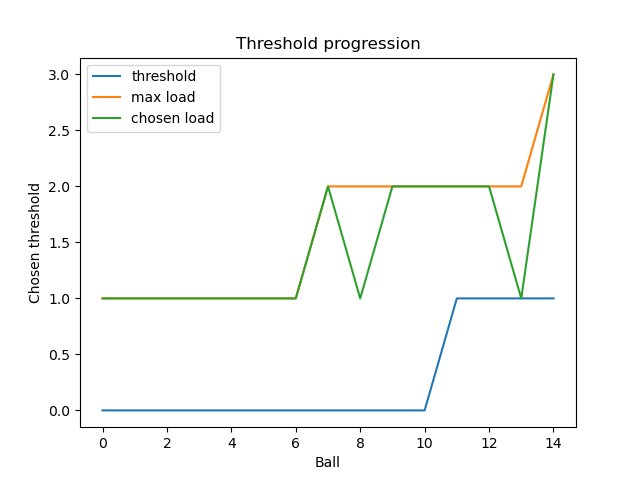 Threshold progression
threshold
max load
chosen load
Chosen threshold
3.0
2.5
2.0
1.5
1.0
0.5
0.0
0 2 4 6 8 10 12 14
Ball